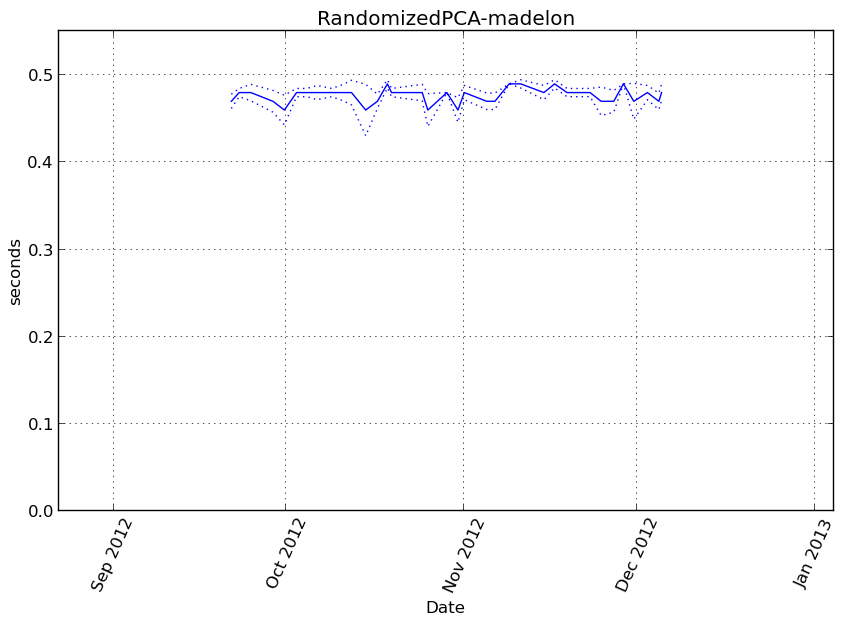 RandomizedPCA-madelon
0.5
0.4
0.3
0.2
0.1
0.0
seconds
Sep 2012
Oct 2012
Nov 2012
Dec 2012
Jan 2013
Date